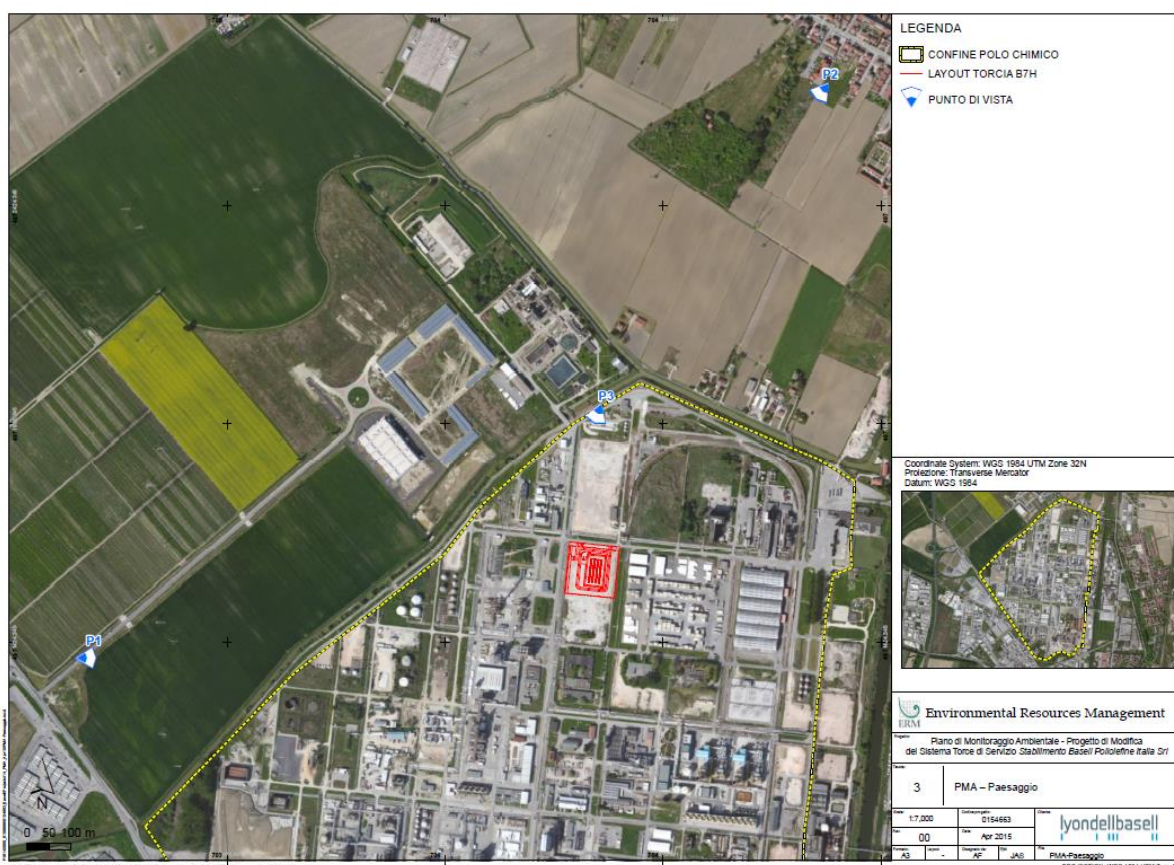 LEGENDA
CONFINE POLO CHIMICO
LAYOUT TORCIA B7H
PUNTO DI VISTA
P2
P3
P1
N
0 50 100 m
Coordinate System: WGS 1984 UTM Zone 32N
Proiezione: Transverse Mercator
Datum: WGS 1984
ERM
Environmental Resources Management
Piano di Monitoraggio Ambientale - Progetto di Modifica
del Sistema Torce di Servizio Stabilimento Basell Poliolefine Italia Srl
3
PMA – Paesaggio
1:7,000
0154663
lyondellbasell
00
Apr 2015
A3
-
AF
JAS
PMA-Paesaggio